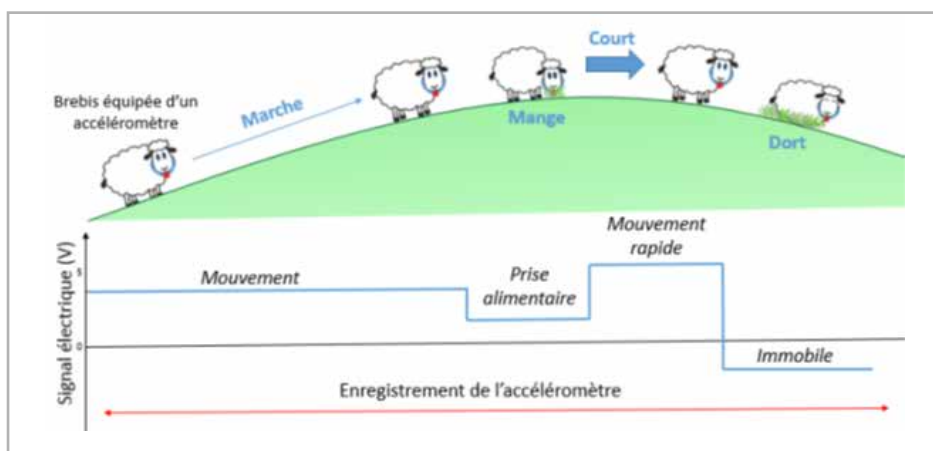 Court
Brebis équipée d'un
accéléromètre
Marche
Mange
Dort
Signal électrique (V)
5
0
Mouvement
Prise
alimentaire
Mouvement
rapide
Immobile
Enregistrement de l'accéléromètre